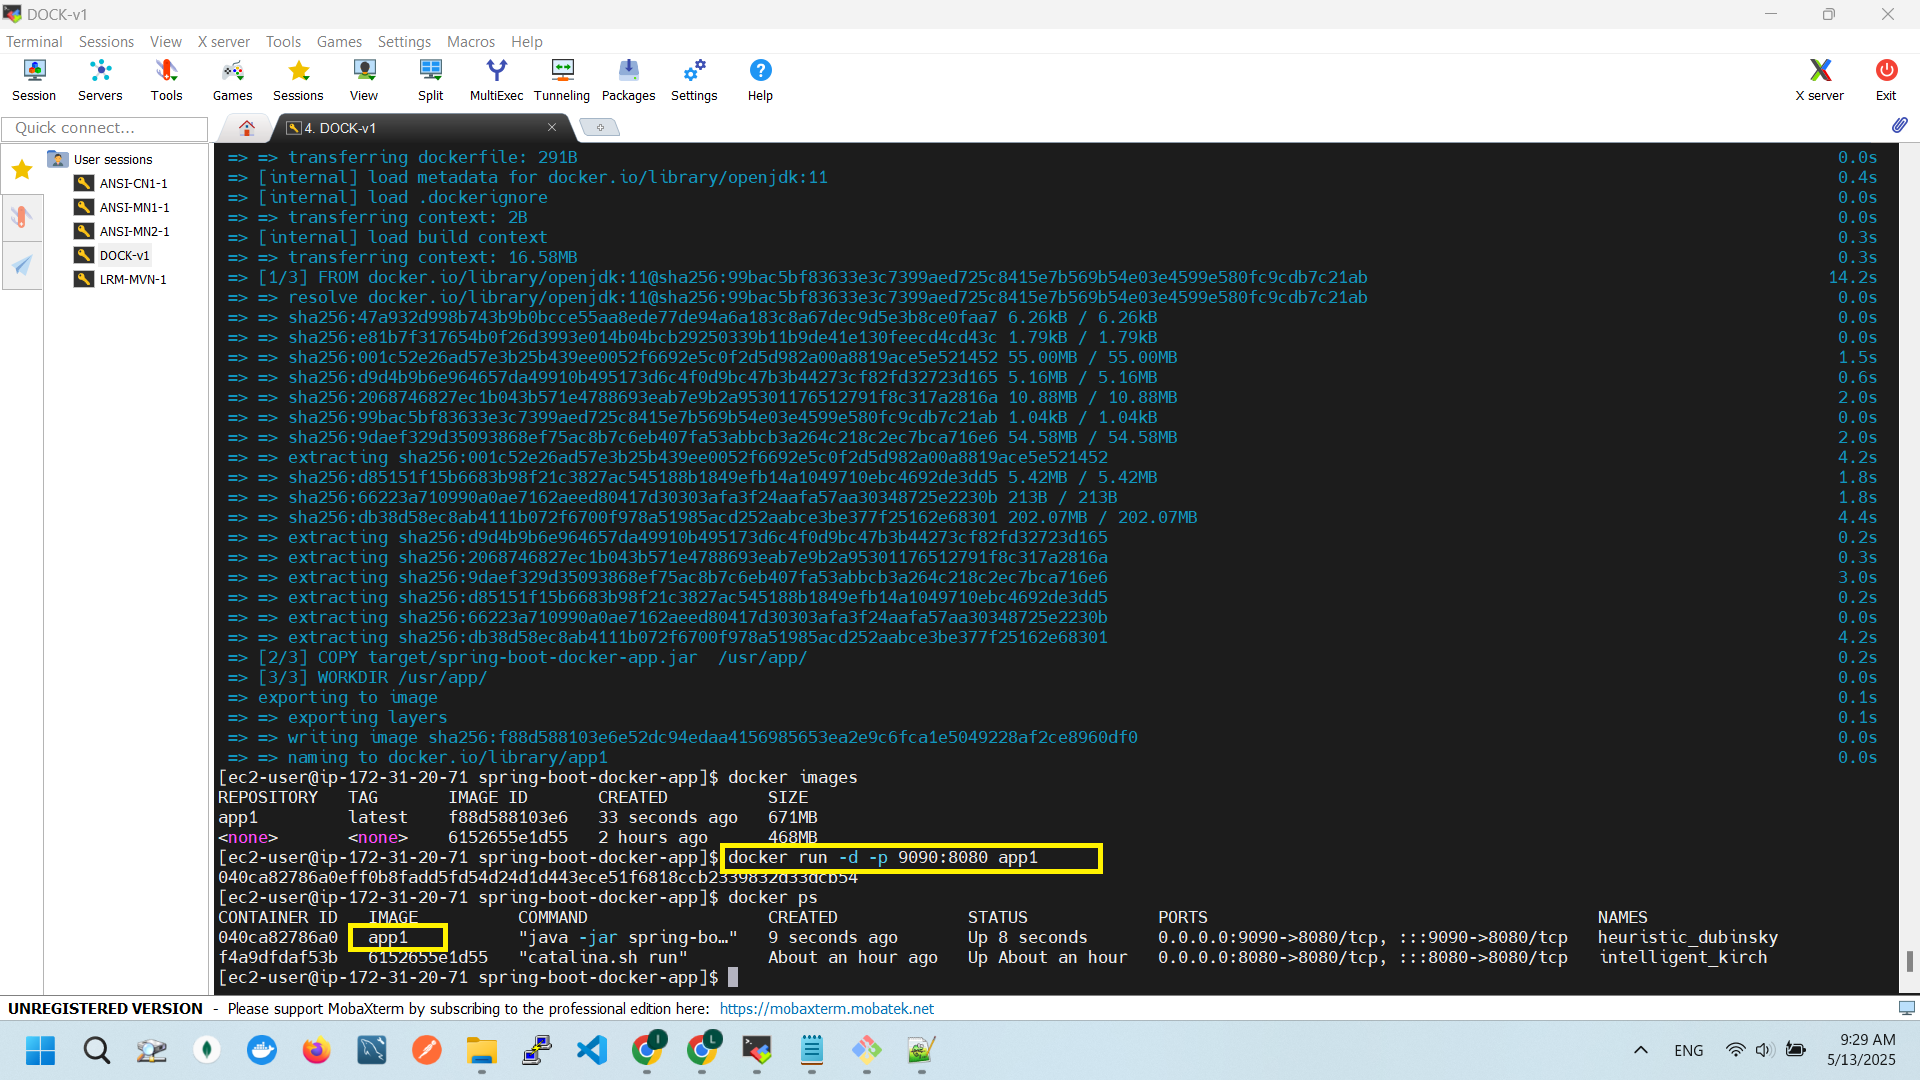 DOCK-v1
Terminal Sessions View X server Tools Games Settings Macros Help
Session Servers Tools Games Sessions View Split MultiExec Tunneling Packages Settings Help X server Exit
Quick connect...
4. DOCK-v1
User sessions
ANSI-CN1-1
ANSI-MN1-1
ANSI-MN2-1
DOCK-v1
LRM-MVN-1
=> => transferring dockerfile: 291B 0.0s
=> [internal] load metadata for docker.io/library/openjdk:11 0.4s
=> [internal] load .dockerignore 0.0s
=> => transferring context: 2B 0.0s
=> [internal] load build context 0.3s
=> => transferring context: 16.58MB 0.3s
=> [1/3] FROM docker.io/library/openjdk:11@sha256:99bac5bf83633e3c7399aed725c8415e7b569b54e03e4599e580fc9cdb7c21ab 14.2s
=> => resolve docker.io/library/openjdk:11@sha256:99bac5bf83633e3c7399aed725c8415e7b569b54e03e4599e580fc9cdb7c21ab 0.0s
=> => sha256:47a932d998b743b9b0bcce55aa8ede77de94a6a183c8a67dec9d5e3b8ce0faa7 6.26kB / 6.26kB 0.0s
=> => sha256:e81b7f317654b0f26d3993e014b04bcb29250339b11b9de41e130feecd4cd43c 1.79kB / 1.79kB 0.0s
=> => sha256:001c52e26ad57e3b25b439ee0052f6692e5c0f2d5d982a00a8819ace5e521452 55.00MB / 55.00MB 1.5s
=> => sha256:d9d4b9b6e964657da49910b495173d6c4f0d9bc47b3b44273cf82fd32723d165 5.16MB / 5.16MB 0.6s
=> => sha256:2068746827ec1b043b571e4788693eab7e9b2a95301176512791f8c317a2816a 10.88MB / 10.88MB 2.0s
=> => sha256:99bac5bf83633e3c7399aed725c8415e7b569b54e03e4599e580fc9cdb7c21ab 1.04kB / 1.04kB 0.0s
=> => sha256:9daef329d35093868ef75ac8b7c6eb407fa53abbcb3a264c218c2ec7bca716e6 54.58MB / 54.58MB 2.0s
=> => extracting sha256:001c52e26ad57e3b25b439ee0052f6692e5c0f2d5d982a00a8819ace5e521452 4.2s
=> => sha256:d85151f15b6683b98f21c3827ac545188b1849efb14a1049710ebc4692de3dd5 5.42MB / 5.42MB 1.8s
=> => sha256:66223a710990a0ae7162aeed80417d30303afa3f24aafa57aa30348725e2230b 213B / 213B 1.8s
=> => sha256:db38d58ec8ab4111b072f6700f978a51985acd252aabce3be377f25162e68301 202.07MB / 202.07MB 4.4s
=> => extracting sha256:d9d4b9b6e964657da49910b495173d6c4f0d9bc47b3b44273cf82fd32723d165 0.2s
=> => extracting sha256:2068746827ec1b043b571e4788693eab7e9b2a95301176512791f8c317a2816a 0.3s
=> => extracting sha256:9daef329d35093868ef75ac8b7c6eb407fa53abbcb3a264c218c2ec7bca716e6 3.0s
=> => extracting sha256:d85151f15b6683b98f21c3827ac545188b1849efb14a1049710ebc4692de3dd5 0.2s
=> => extracting sha256:66223a710990a0ae7162aeed80417d30303afa3f24aafa57aa30348725e2230b 0.0s
=> => extracting sha256:db38d58ec8ab4111b072f6700f978a51985acd252aabce3be377f25162e68301 4.2s
=> [2/3] COPY target/spring-boot-docker-app.jar /usr/app/ 0.2s
=> [3/3] WORKDIR /usr/app/ 0.0s
=> exporting to image 0.1s
=> => exporting layers 0.1s
=> => writing image sha256:f88d588103e6e52dc94edaa4156985653ea2e9c6fca1e5049228af2ce8960df0 0.0s
=> => naming to docker.io/library/app1 0.0s
[ec2-user@ip-172-31-20-71 spring-boot-docker-app]$ docker images
REPOSITORY TAG IMAGE ID CREATED SIZE
app1 latest f88d588103e6 33 seconds ago 671MB
<none> <none> 6152655e1d55 2 hours ago 468MB
[ec2-user@ip-172-31-20-71 spring-boot-docker-app]$ docker run -d -p 9090:8080 app1
040ca82786a0eff0b8fadd5fd54d24d1d443ece51f6818ccb2339832d33dcb54
[ec2-user@ip-172-31-20-71 spring-boot-docker-app]$ docker ps
CONTAINER ID IMAGE COMMAND CREATED STATUS PORTS NAMES
040ca82786a0 app1 "java -jar spring-bo…" 9 seconds ago Up 8 seconds 0.0.0.0:9090->8080/tcp, :::9090->8080/tcp heuristic_dubinsky
f4a9dfdaf53b 6152655e1d55 "catalina.sh run" About an hour ago Up About an hour 0.0.0.0:8080->8080/tcp, :::8080->8080/tcp intelligent_kirch
[ec2-user@ip-172-31-20-71 spring-boot-docker-app]$
UNREGISTERED VERSION - Please support MobaXterm by subscribing to the professional edition here: https://mobaxterm.mobatek.net
I L ENG 9:29 AM
5/13/2025